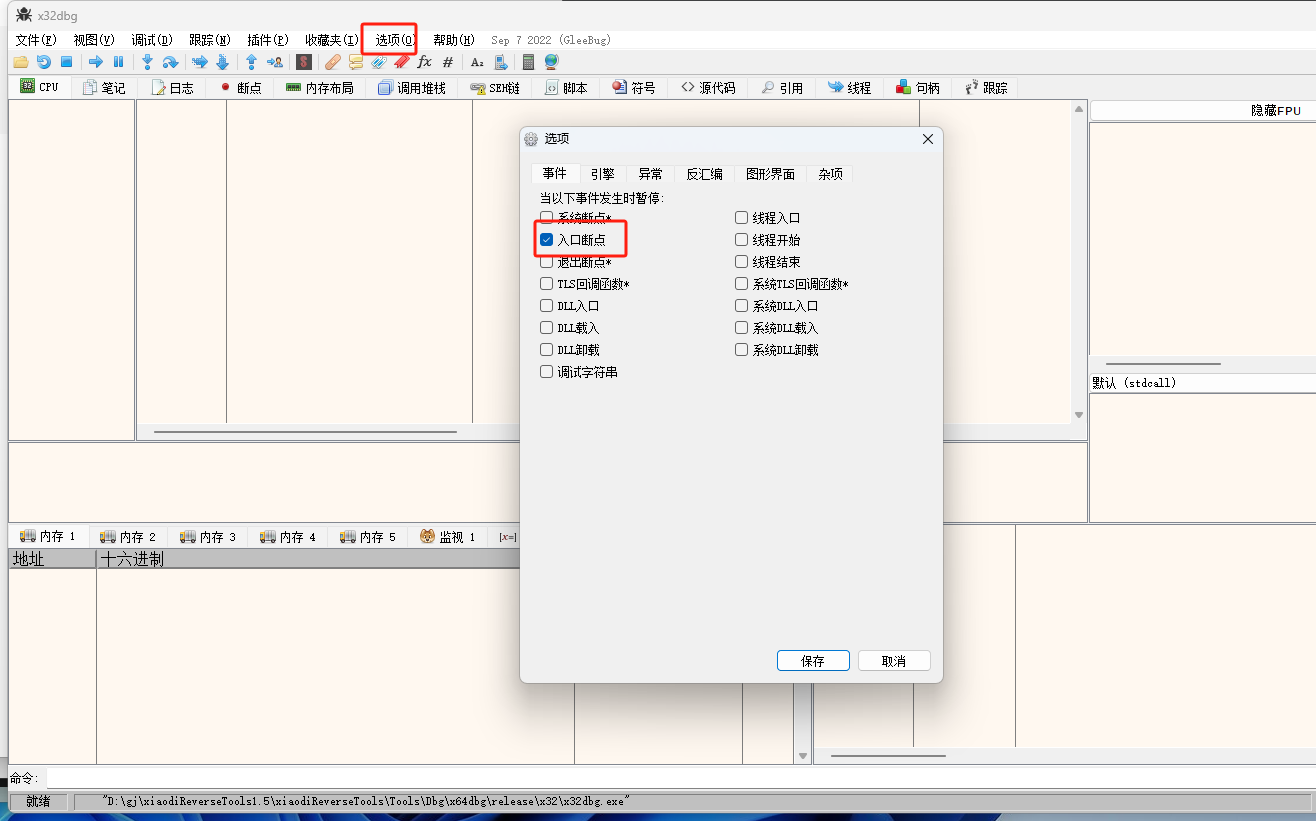 x32dbg
文件(F) 视图(V) 调试(D) 跟踪(N) 插件(P) 收藏夹(I) 选项(O) 帮助(H) Sep 7 2022 (GleeBug)
CPU 笔记 日志 断点 内存布局 调用堆栈 SEH链 脚本 符号 源代码 引用 线程 句柄 跟踪
隐藏FPU
选项
事件 引擎 异常 反汇编 图形界面 杂项
当以下事件发生时暂停:
系统断点* 线程入口
入口断点 线程开始
退出断点* 线程结束
TLS回调函数* 系统TLS回调函数*
DLL入口 系统DLL入口
DLL载入 系统DLL载入
DLL卸载 系统DLL卸载
调试字符串
默认 (stdcall)
内存 1 内存 2 内存 3 内存 4 内存 5 监视 1 [x=]
地址 十六进制
保存 取消
命令:
就绪 "D:\gj\xiaodiReverseTools1.5\xiaodiReverseTools\Tools\Dbg\x64dbg\release\x32\x32dbg.exe"